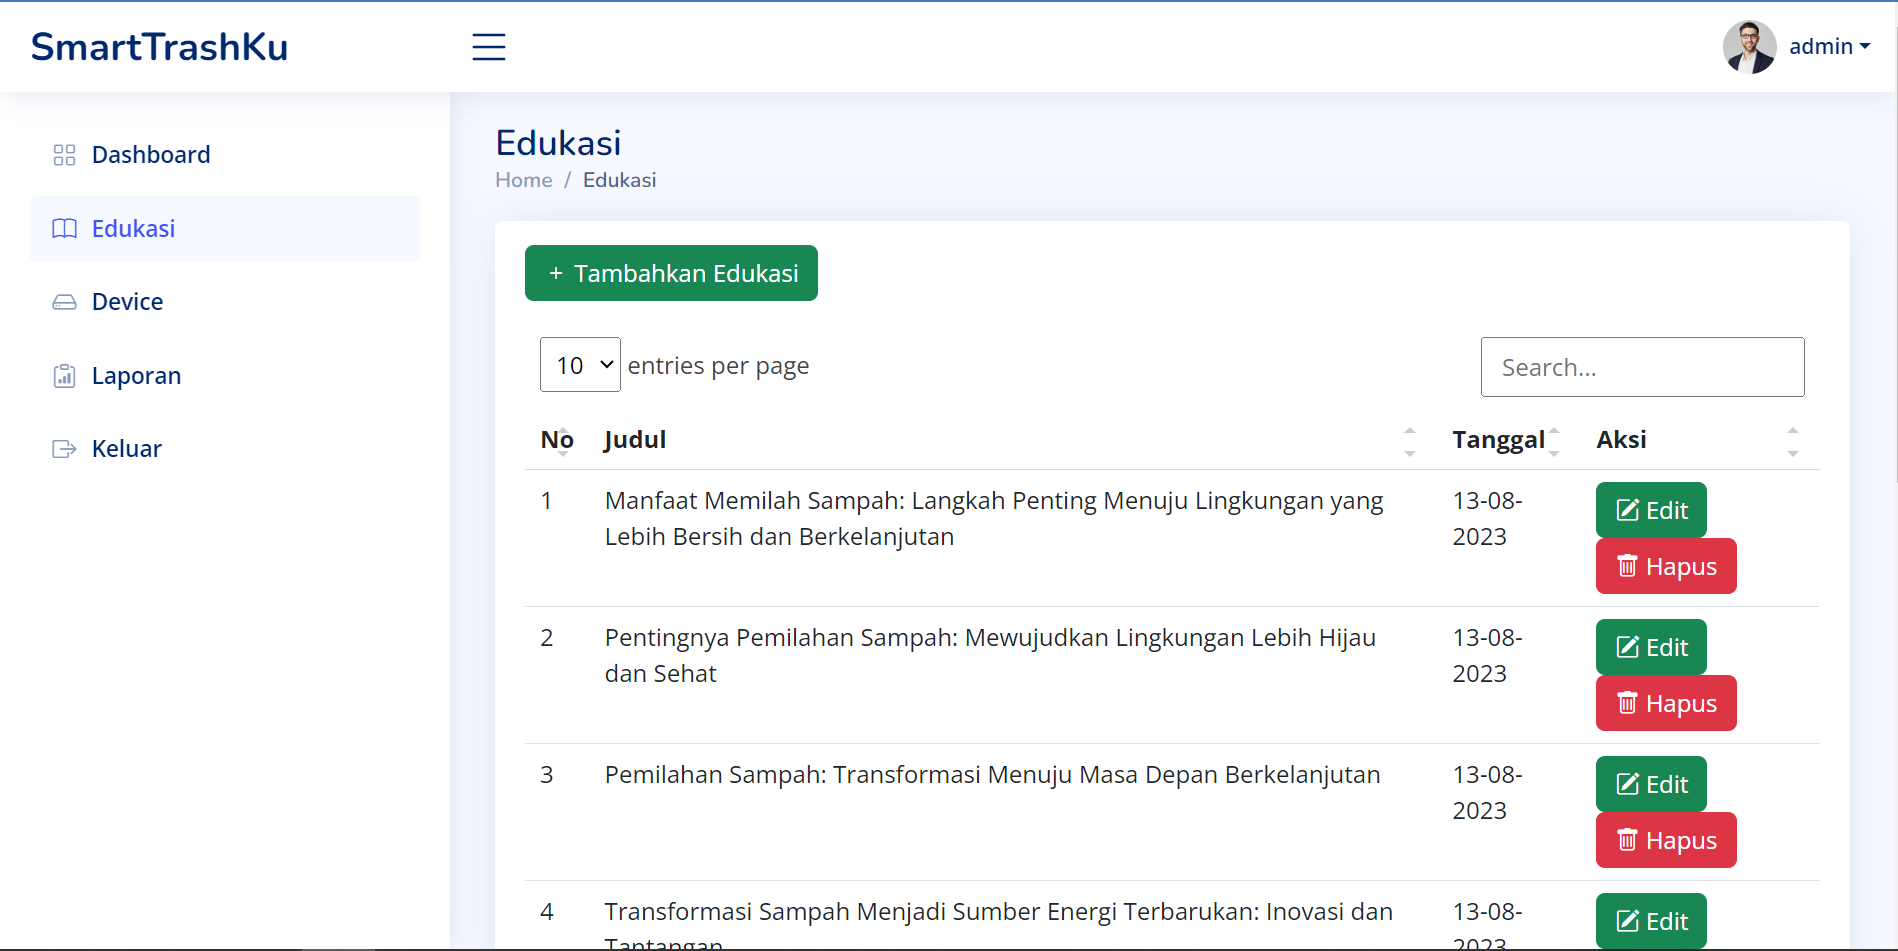 SmartTrashKu
admin
Dashboard
Edukasi
Device
Laporan
Keluar
Edukasi
Home / Edukasi
+ Tambahkan Edukasi
10 entries per page
Search...
No Judul Tanggal Aksi
1 Manfaat Memilah Sampah: Langkah Penting Menuju Lingkungan yang 13-08- Edit
Lebih Bersih dan Berkelanjutan 2023
Hapus
2 Pentingnya Pemilahan Sampah: Mewujudkan Lingkungan Lebih Hijau 13-08- Edit
dan Sehat 2023
Hapus
3 Pemilahan Sampah: Transformasi Menuju Masa Depan Berkelanjutan 13-08- Edit
2023
Hapus
4 Transformasi Sampah Menjadi Sumber Energi Terbarukan: Inovasi dan 13-08- Edit
Tantangan 2023